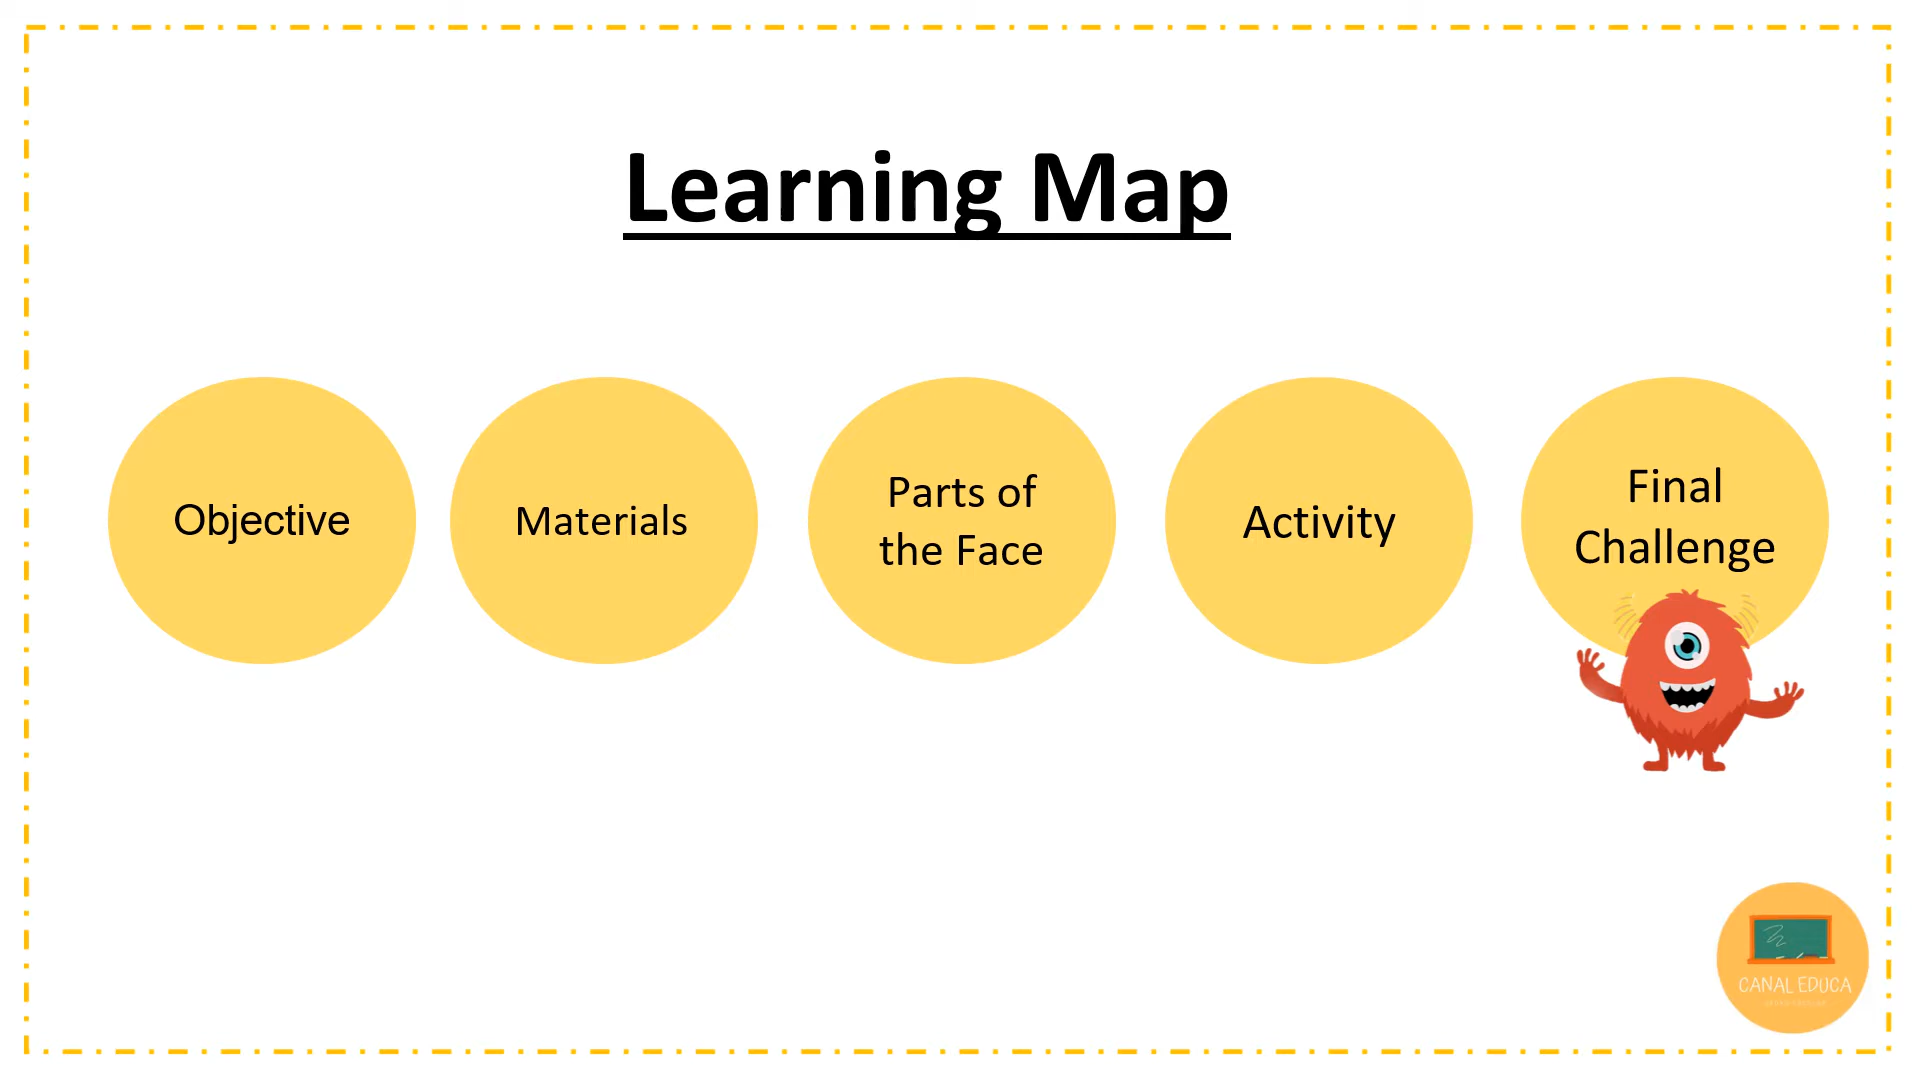 Learning Map
Objective
Materials
Parts of
the Face
Activity
Final
Challenge
CANAL EDUCA